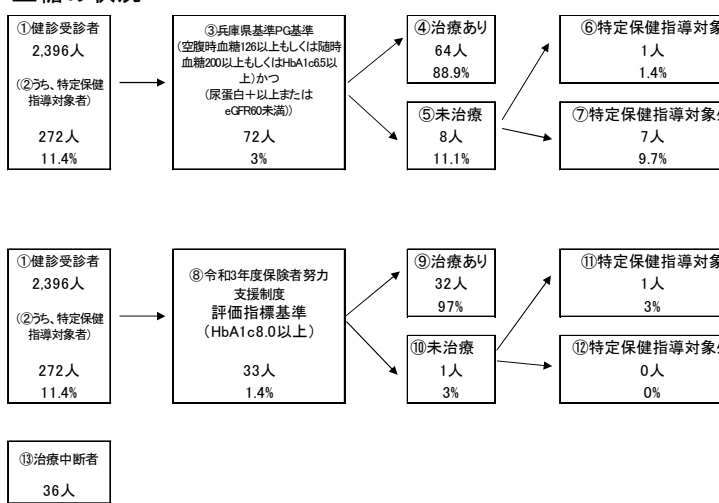 ①健診受診者
2,396人
(②うち、特定保健
指導対象者)
272人
11.4%
③兵庫県基準PG基準
(空腹時血糖126以上もしくは随時
血糖200以上もしくはHbA1c6.5以
上)かつ
(尿蛋白+以上または
eGFR60未満))
72人
3%
④治療あり
64人
88.9%
⑤未治療
8人
11.1%
⑥特定保健指導対象
1人
1.4%
⑦特定保健指導対象
7人
9.7%
①健診受診者
2,396人
(②うち、特定保健
指導対象者)
272人
11.4%
⑧令和3年度保険者努力
支援制度
評価指標基準
(HbA1c8.0以上)
33人
1.4%
⑨治療あり
32人
97%
⑩未治療
1人
3%
⑪特定保健指導対象
1人
3%
⑫特定保健指導対象
0人
0%
⑬治療中断者
36人